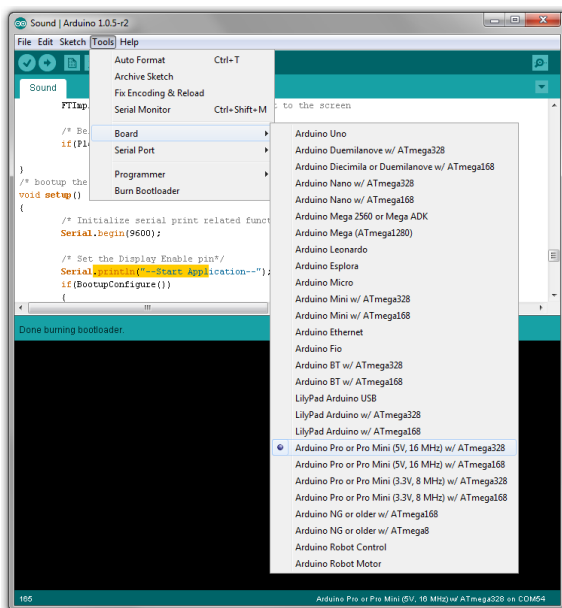 Sound | Arduino 1.0.5-r2
File Edit Sketch Tools Help
Sound
Auto Format Ctrl+T
Archive Sketch
Fix Encoding & Reload
Serial Monitor Ctrl+Shift+M
Board
Serial Port
Programmer
Burn Bootloader
FTImp t to the screen
/* Be
if(Pl
}
/* bootup the
void setup()
{
/* Initialize serial print related funct
Serial.begin(9600);
/* Set the Display Enable pin*/
Serial.println("--Start Application--");
if(BootupConfigure())
{
Done burning bootloader.
Arduino Uno
Arduino Duemilanove w/ ATmega328
Arduino Diecimila or Duemilanove w/ ATmega168
Arduino Nano w/ ATmega328
Arduino Nano w/ ATmega168
Arduino Mega 2560 or Mega ADK
Arduino Mega (ATmega1280)
Arduino Leonardo
Arduino Esplora
Arduino Micro
Arduino Mini w/ ATmega328
Arduino Mini w/ ATmega168
Arduino Ethernet
Arduino Fio
Arduino BT w/ ATmega328
Arduino BT w/ ATmega168
LilyPad Arduino USB
LilyPad Arduino w/ ATmega328
LilyPad Arduino w/ ATmega168
Arduino Pro or Pro Mini (5V, 16 MHz) w/ ATmega328
Arduino Pro or Pro Mini (5V, 16 MHz) w/ ATmega168
Arduino Pro or Pro Mini (3.3V, 8 MHz) w/ ATmega328
Arduino Pro or Pro Mini (3.3V, 8 MHz) w/ ATmega168
Arduino NG or older w/ ATmega168
Arduino NG or older w/ ATmega8
Arduino Robot Control
Arduino Robot Motor
165 Arduino Pro or Pro Mini (5V, 16 MHz) w/ ATmega328 on COM54